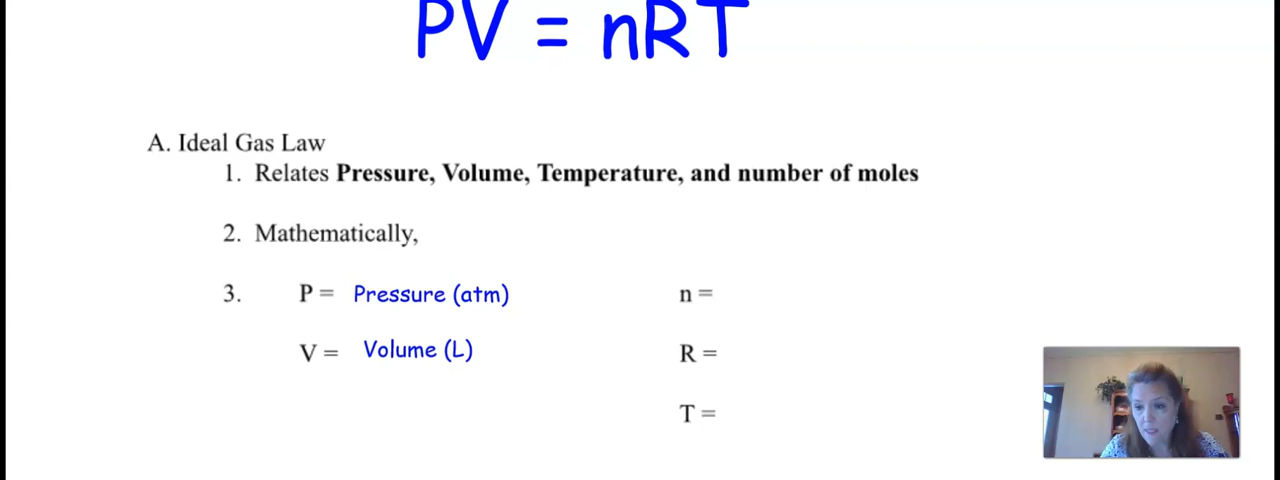 PV = nRT
A. Ideal Gas Law
1. Relates Pressure, Volume, Temperature, and number of moles
2. Mathematically,
3. P = Pressure (atm) n =
V = Volume (L) R =
T =